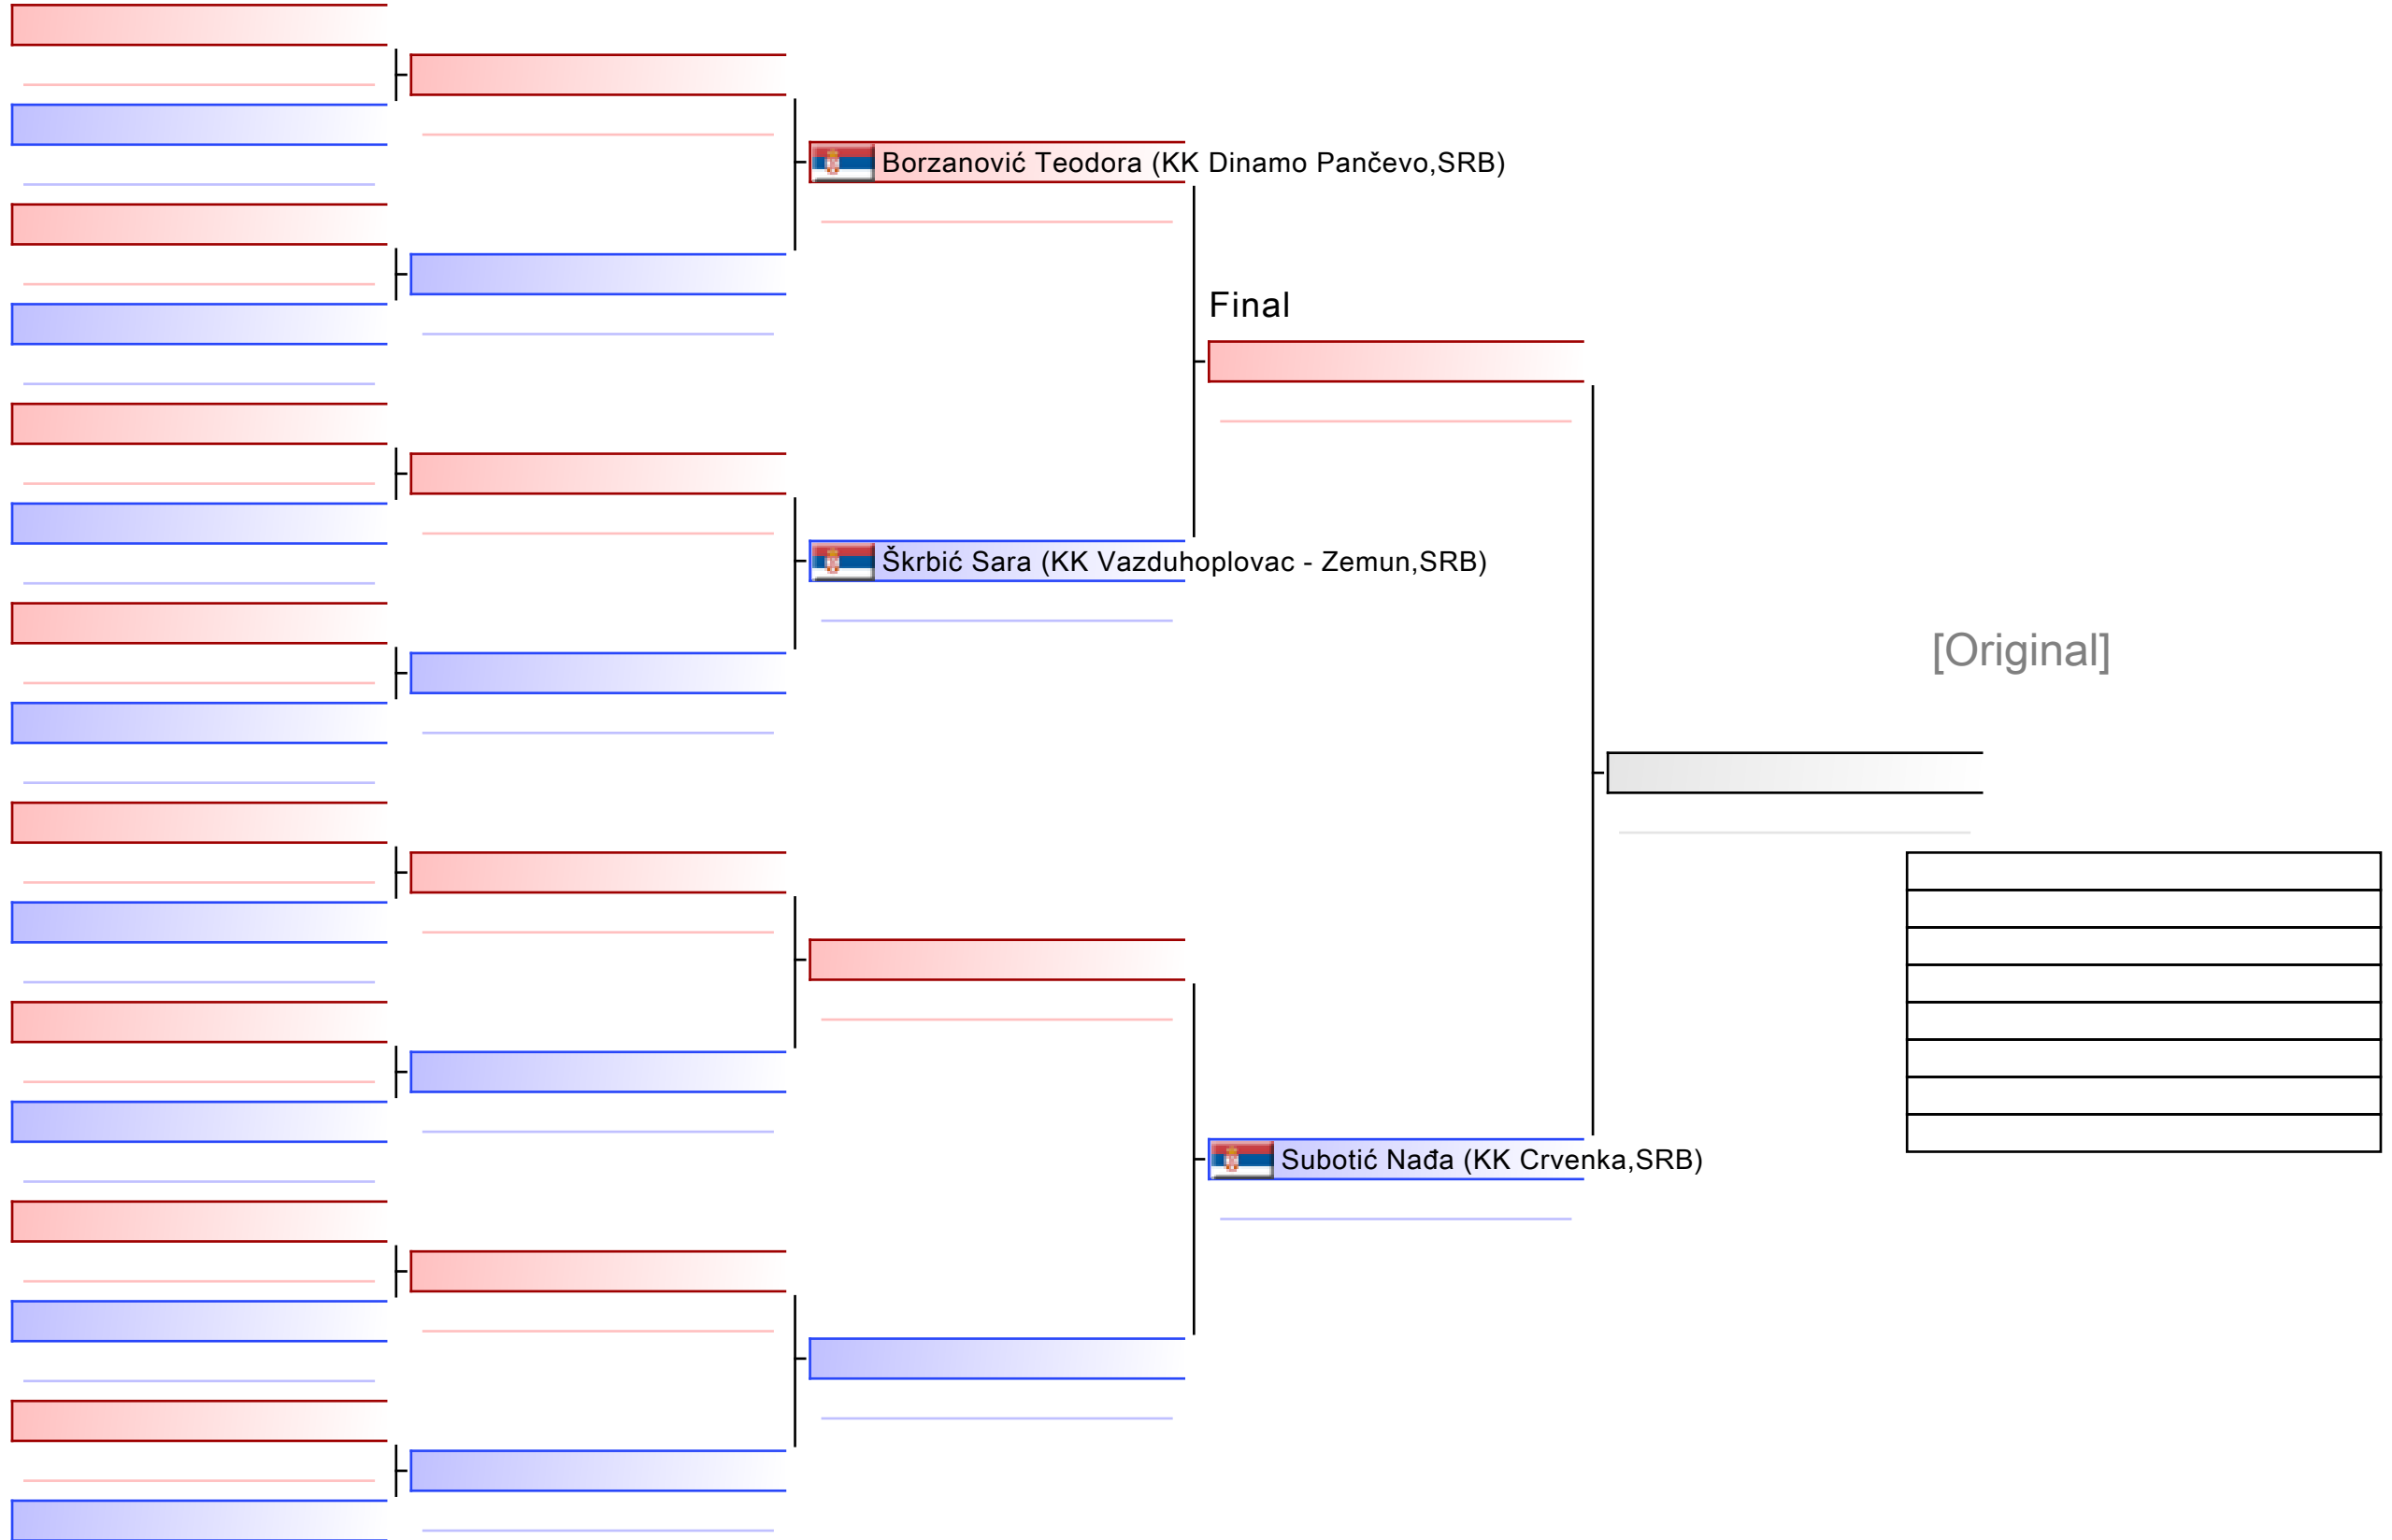 Borzanović Teodora (KK Dinamo Pančevo,SRB)
Final
Škrbić Sara (KK Vazduhoplovac - Zemun,SRB)
[Original]
Subotić Nađa (KK Crvenka,SRB)